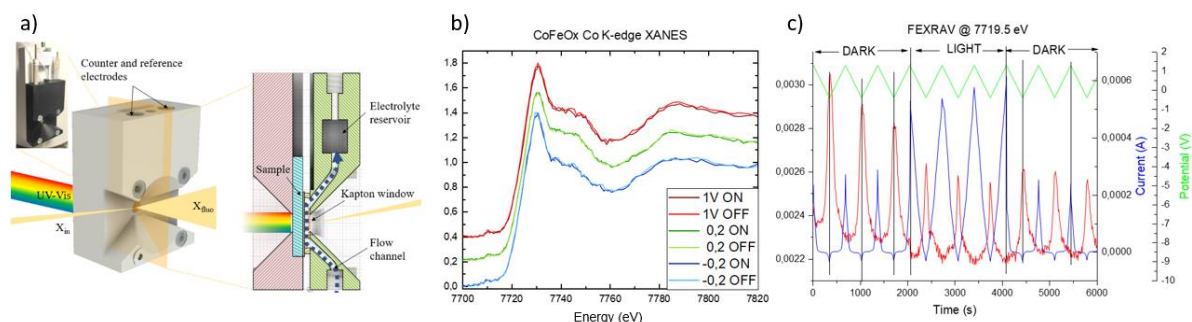 a)
Counter and reference
electrodes
UV-Vis
X_in
X_fluo
Electrolyte
reservoir
Sample
Kapton window
Flow
channel
b)
CoFeOx Co K-edge XANES
1,8
1,6
1,4
1,2
1,0
0,8
0,6
0,4
0,2
0,0
1V ON
1V OFF
0,2 ON
0,2 OFF
-0,2 ON
-0,2 OFF
7700 7720 7740 7760 7780 7800 7820
Energy (eV)
c)
FEXRAV @ 7719.5 eV
DARK LIGHT DARK
0,0030
0,0028
0,0026
0,0024
0,0022
0,0006
0,0004
0,0002
0,0000
Current (A)
2
1
0
-1
-2
-3
-4
-5
-6
-7
-8
-9
-10
Potential (V)
0 1000 2000 3000 4000 5000 6000
Time (s)